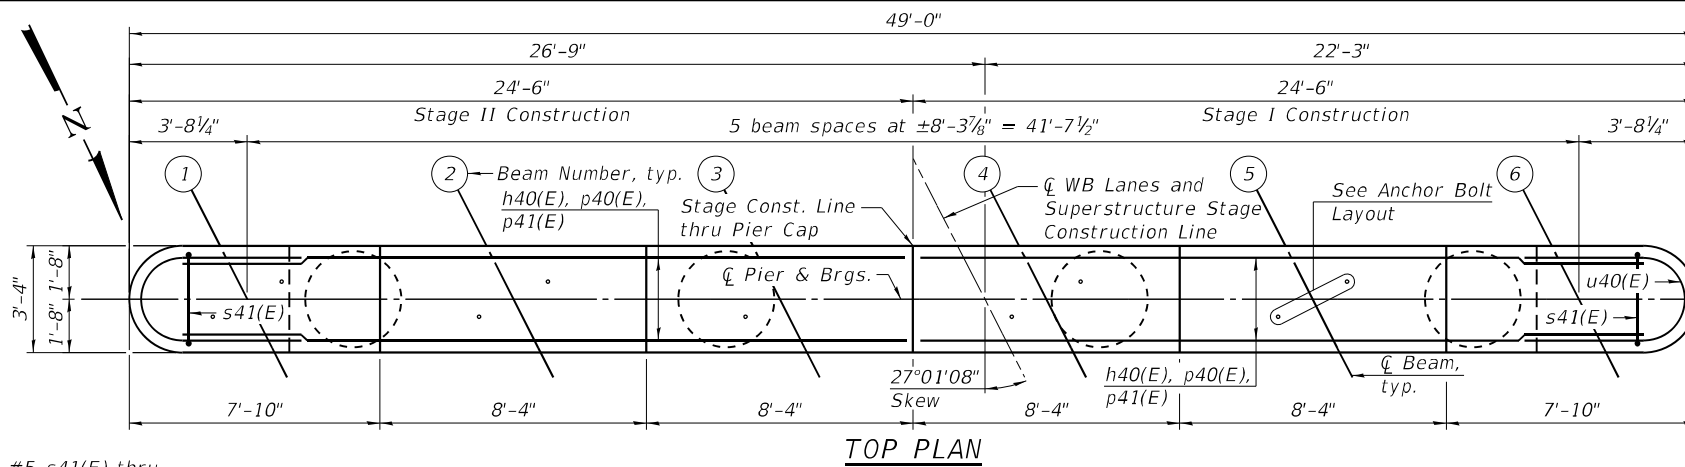 49'-0"
26'-9" 22'-3"
24'-6" 24'-6"
Stage II Construction Stage I Construction
3'-8¼" 5 beam spaces at ±8'-3⅞" = 41'-7½" 3'-8¼"
N
1 2 Beam Number, typ. 3 4 5 6
h40(E), p40(E),
p41(E)
Stage Const. Line
thru Pier Cap
℄ WB Lanes and
Superstructure Stage
Construction Line
See Anchor Bolt
Layout
3'-4"
1'-8"
1'-8"
℄ Pier & Brgs.
u40(E)
s41(E)
s41(E)
27°01'08"
Skew
h40(E), p40(E),
p41(E)
℄ Beam,
typ.
7'-10" 8'-4" 8'-4" 8'-4" 8'-4" 7'-10"
TOP PLAN
#5 s41(E) thru